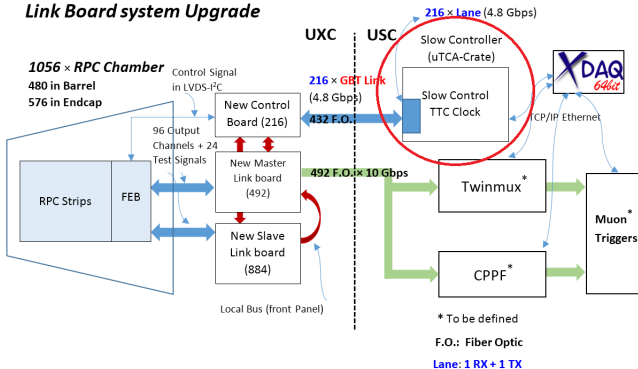 Link Board system Upgrade
UXC
USC
216 × Lane (4.8 Gbps)
Slow Controller
(uTCA-Crate)
1056 × RPC Chamber
480 in Barrel
576 in Endcap
Control Signal
in LVDS-I²C
216 × GBT Link
(4.8 Gbps)
XDAQ
64bit
Slow Control
TTC Clock
New Control
Board (216)
432 F.O.
TCP/IP Ethernet
96 Output
Channels + 24
Test Signals
New Master
Link board
(492)
492 F.O. × 10 Gbps
RPC Strips
FEB
Twinmux*
Muon*
Triggers
New Slave
Link board
(884)
CPPF*
Local Bus (front Panel)
* To be defined
F.O.: Fiber Optic
Lane: 1 RX + 1 TX